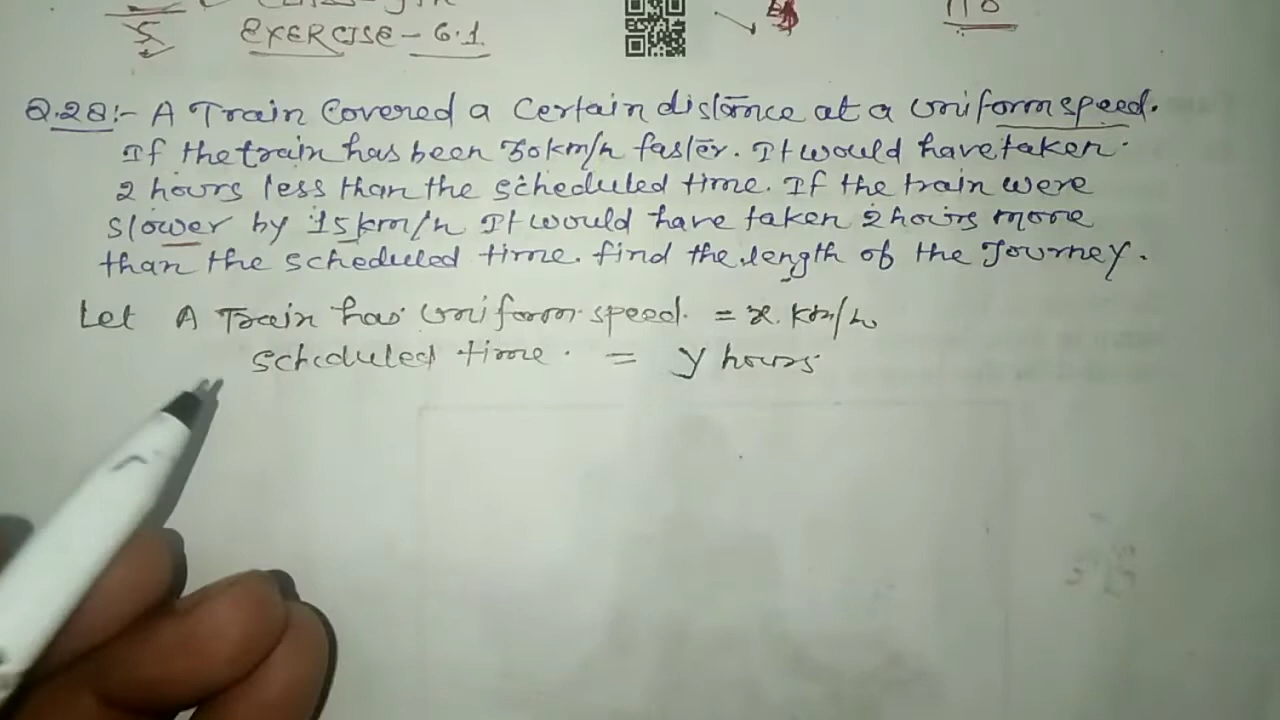 EXERCISE - 6.1
Q.28:- A Train Covered a Certain distance at a Uniform speed.
If the train has been 30km/h faster. It would have taken
2 hours less than the scheduled time. If the train were
slower by 15km/h It would have taken 2 hours more
than the scheduled time. find the length of the Journey.
Let A Train has uniform speed = x km/h
Scheduled time = y hours